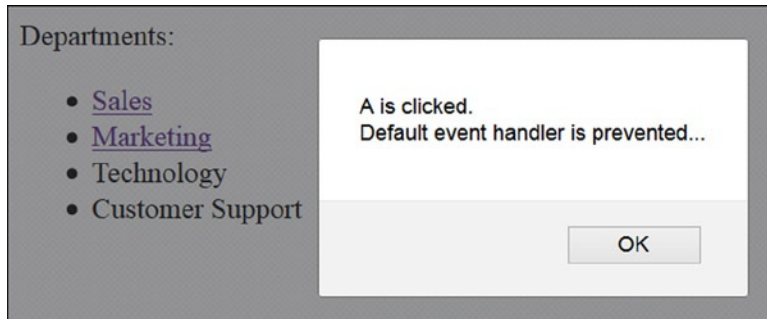 Departments:
Sales
Marketing
Technology
Customer Support
A is clicked.
Default event handler is prevented...
OK